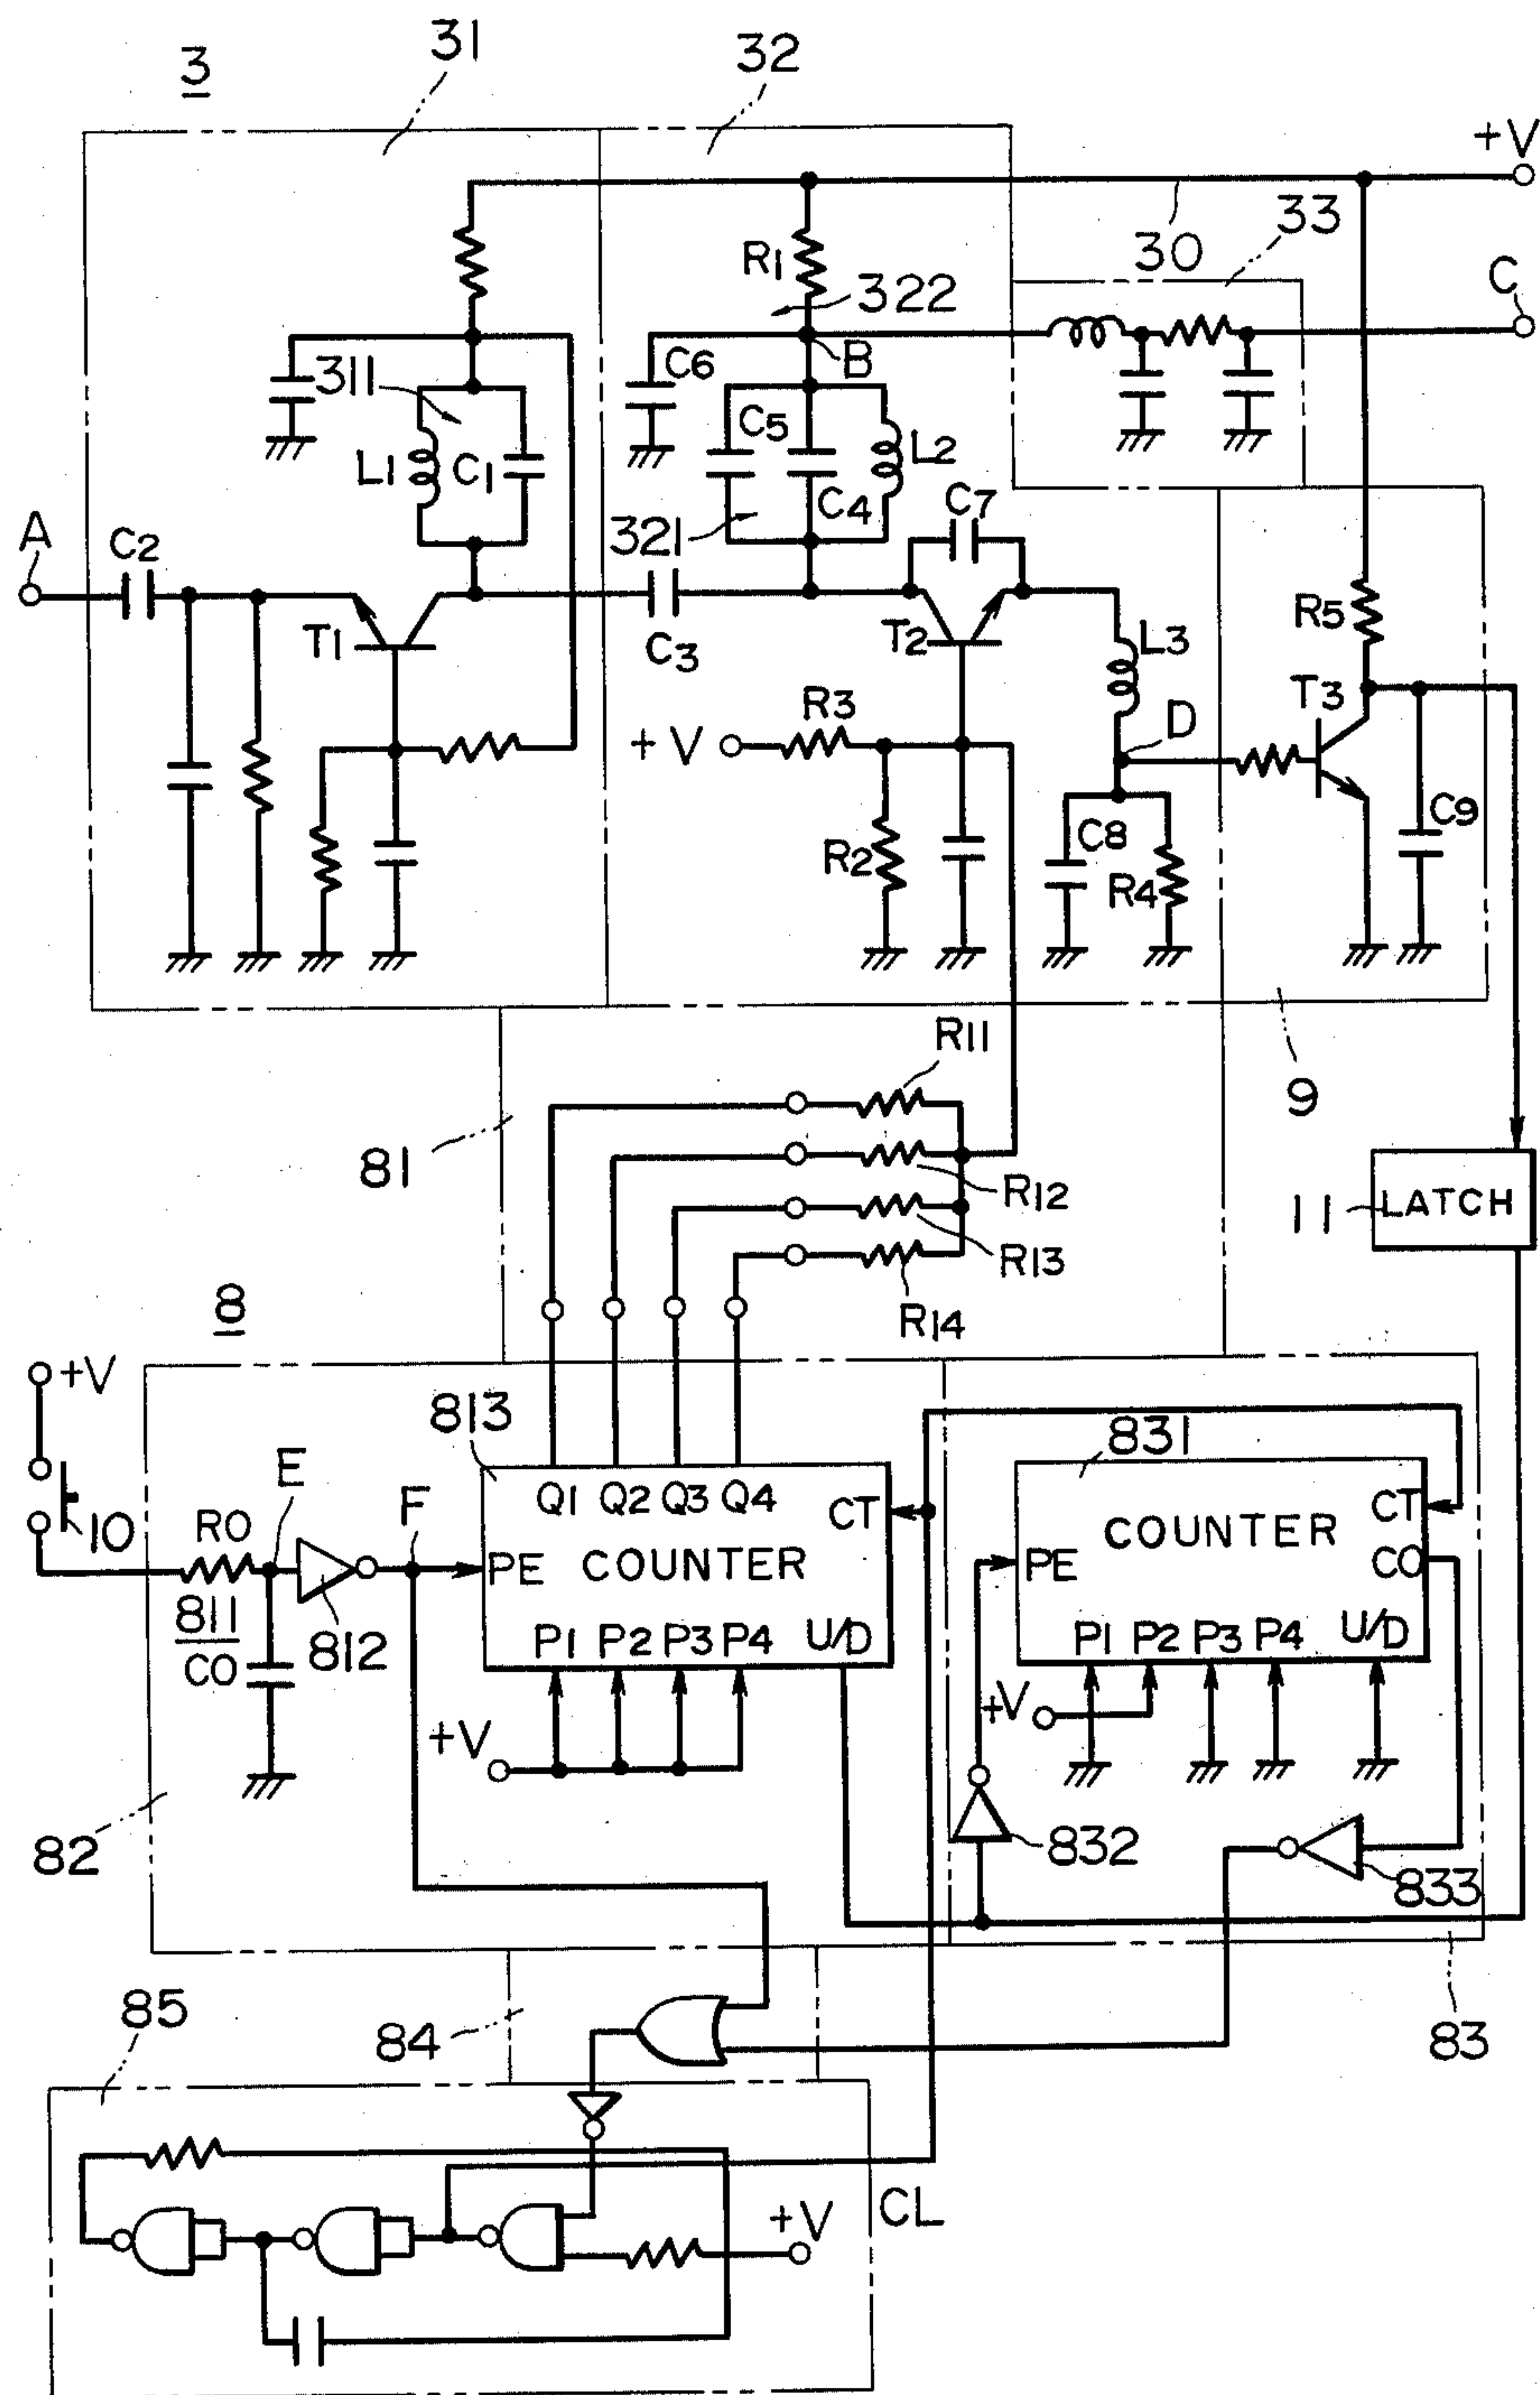 3
31
32
+V
30
33
C
R1
322
B
C6
311
C5
L2
L1
C1
C4
321
C7
A
C2
T1
C3
T2
L3
R5
T3
R3
D
+V
R2
C8
R4
C9
R11
9
81
R12
R13
R14
11
LATCH
8
+V
813
831
E
F
Q1 Q2 Q3 Q4
CT
CT
10
R0
PE COUNTER
PE COUNTER
CO
811
812
P1 P2 P3 P4 U/D
P1 P2 P3 P4 U/D
C0
+V
+V
82
832
833
85
84
83
CL
+V